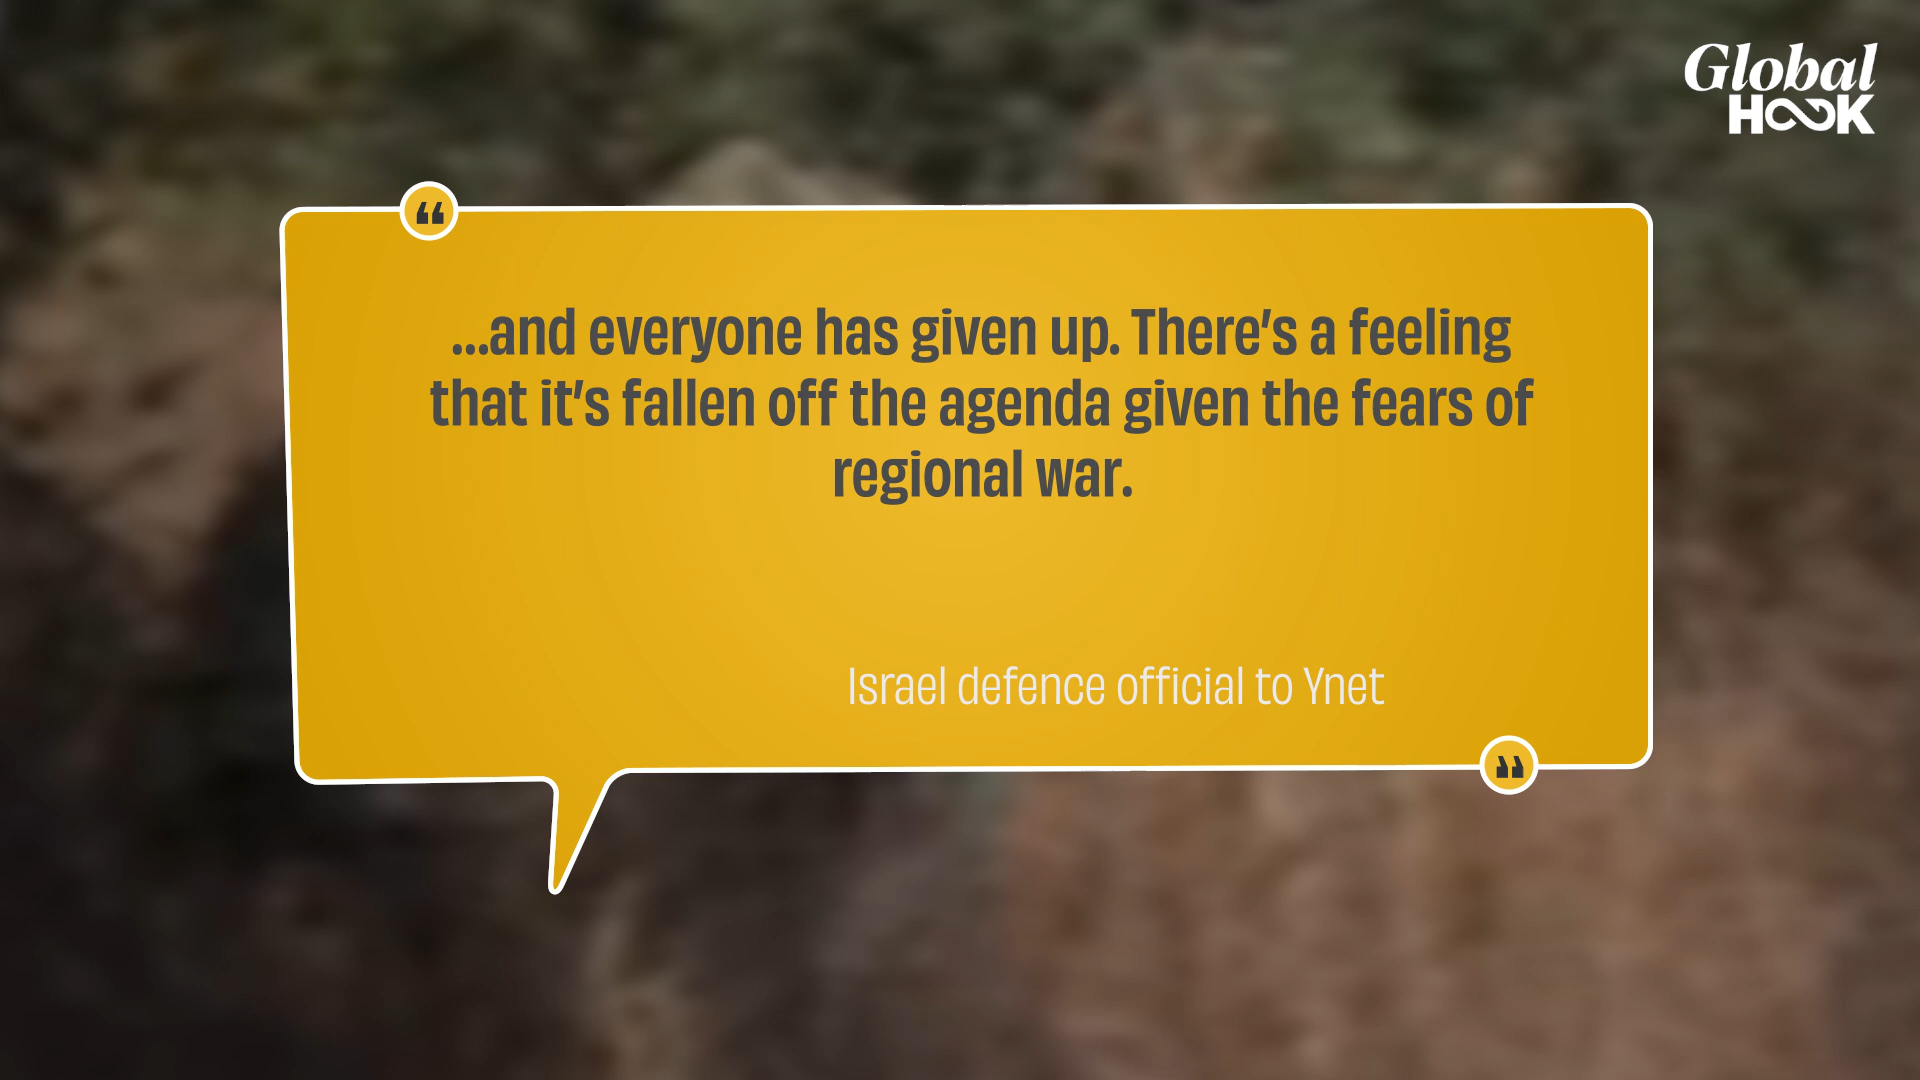 Global
HOOK
“
...and everyone has given up. There’s a feeling
that it’s fallen off the agenda given the fears of
regional war.
Israel defence official to Ynet
”